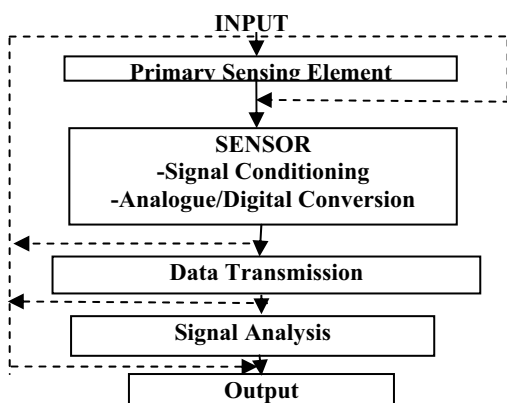 INPUT
Primary Sensing Element
SENSOR
-Signal Conditioning
-Analogue/Digital Conversion
Data Transmission
Signal Analysis
Output